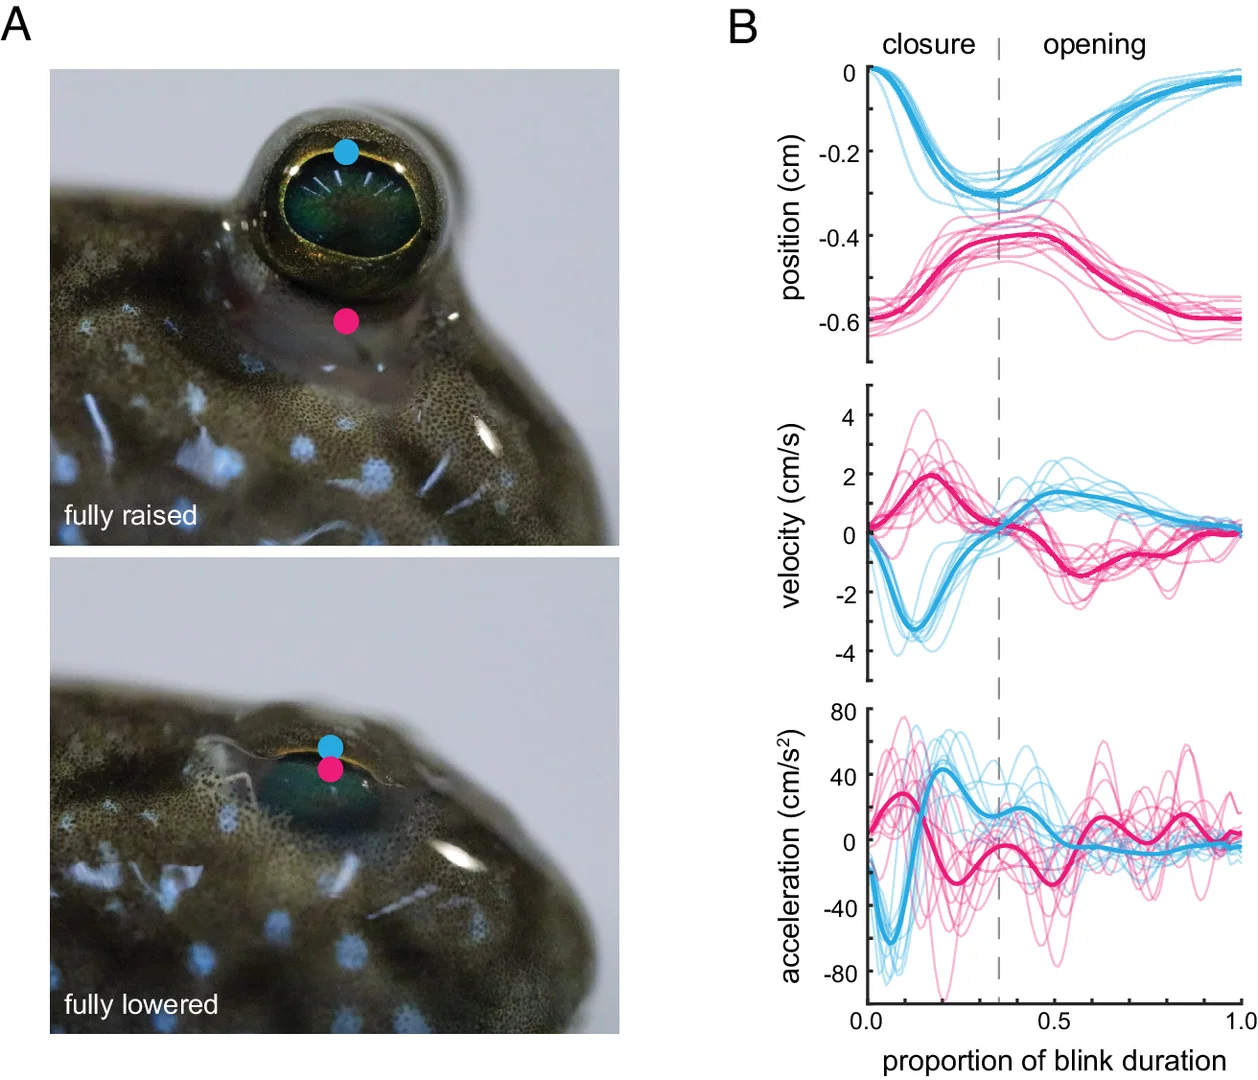 A
fully raised
fully lowered
B
closure opening
0
-0.2
-0.4
-0.6
position (cm)
4
2
0
-2
-4
velocity (cm/s)
80
40
0
-40
-80
acceleration (cm/s²)
0.0 0.5 1.0
proportion of blink duration